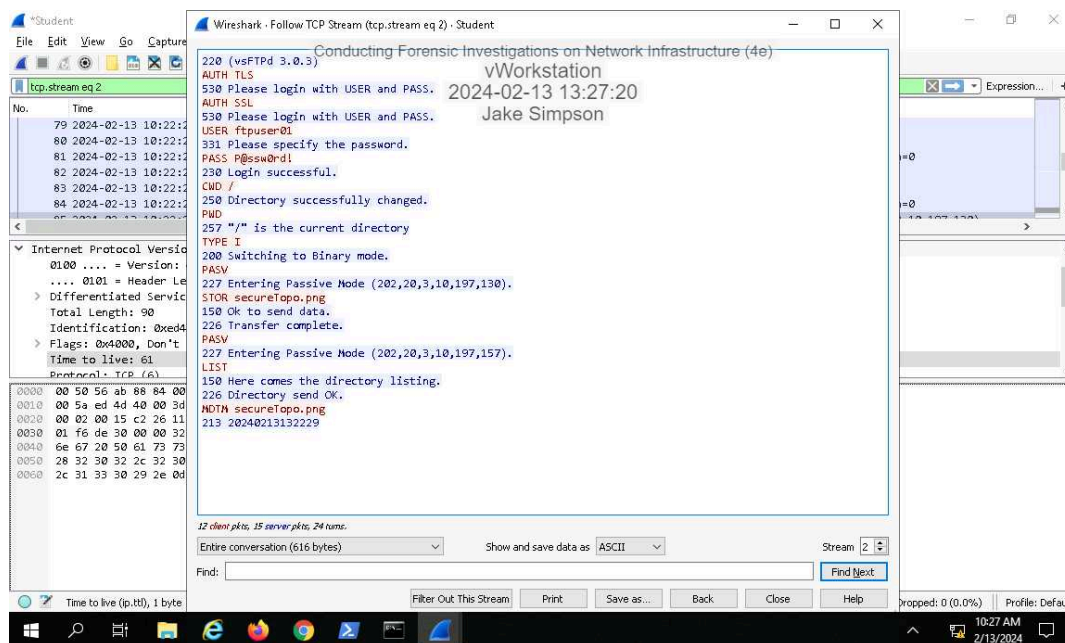 *Student
File Edit View Go Capture
tcp.stream eq 2
Expression...
No. Time
79 2024-02-13 10:22:2
80 2024-02-13 10:22:2
81 2024-02-13 10:22:2
82 2024-02-13 10:22:2
83 2024-02-13 10:22:2
84 2024-02-13 10:22:2
Internet Protocol Versio
0100 .... = Version:
.... 0101 = Header Le
Differentiated Servic
Total Length: 90
Identification: 0xed4
Flags: 0x4000, Don't
Time to live: 61
Protocol: TCP (6)
0000 00 50 56 ab 88 84 00
0010 00 5a ed 4d 40 00 3d
0020 00 02 00 15 c2 26 11
0030 01 f6 de 30 00 00 32
0040 6e 67 20 50 61 73 73
0050 28 32 30 32 2c 32 30
0060 2c 31 33 30 29 2e 0d
Wireshark · Follow TCP Stream (tcp.stream eq 2) · Student
Conducting Forensic Investigations on Network Infrastructure (4e)
vWorkstation
2024-02-13 13:27:20
Jake Simpson
220 (vsFTPd 3.0.3)
AUTH TLS
530 Please login with USER and PASS.
AUTH SSL
530 Please login with USER and PASS.
USER ftpuser01
331 Please specify the password.
PASS P@ssw0rd!
230 Login successful.
CWD /
250 Directory successfully changed.
PWD
257 "/" is the current directory
TYPE I
200 Switching to Binary mode.
PASV
227 Entering Passive Mode (202,20,3,10,197,130).
STOR secureTopo.png
150 Ok to send data.
226 Transfer complete.
PASV
227 Entering Passive Mode (202,20,3,10,197,157).
LIST
150 Here comes the directory listing.
226 Directory send OK.
MDTM secureTopo.png
213 20240213132229
12 client pkts, 15 server pkts, 24 turns.
Entire conversation (616 bytes)
Show and save data as ASCII
Stream 2
Find:
Find Next
Filter Out This Stream Print Save as... Back Close Help
Time to live (ip.ttl), 1 byte
Dropped: 0 (0.0%)
Profile: Defau
10:27 AM
2/13/2024